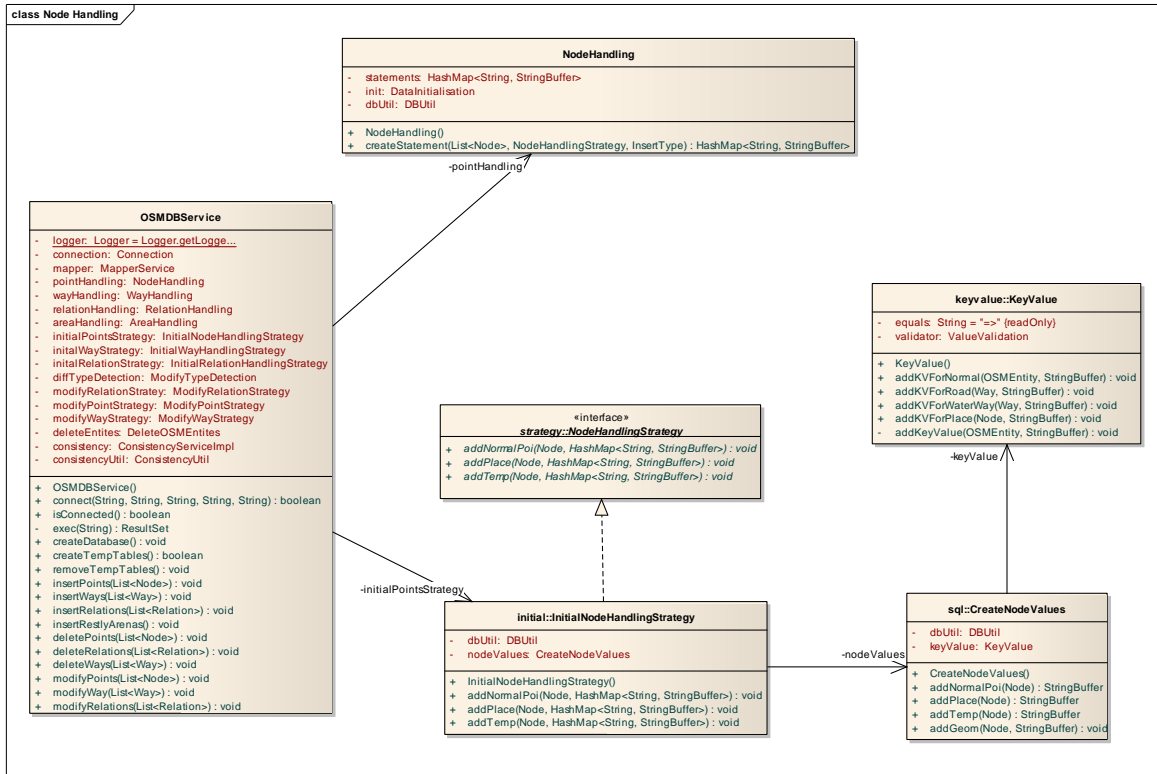 class Node Handling
NodeHandling
- statements: HashMap<String, StringBuffer>
- init: DataInitialisation
- dbUtil: DBUtil
+ NodeHandling()
+ createStatement(List<Node>, NodeHandlingStrategy, InsertType) : HashMap<String, StringBuffer>
-pointHandling
OSMDBService
- logger: Logger = Logger.getLogge...
- connection: Connection
- mapper: MapperService
- pointHandling: NodeHandling
- wayHandling: WayHandling
- relationHandling: RelationHandling
- areaHandling: AreaHandling
- initialPointsStrategy: InitialNodeHandlingStrategy
- initalWayStrategy: InitialWayHandlingStrategy
- initalRelationStrategy: InitialRelationHandlingStrategy
- diffTypeDetection: ModifyTypeDetection
- modifyRelationStratey: ModifyRelationStrategy
- modifyPointStrategy: ModifyPointStrategy
- modifyWayStrategy: ModifyWayStrategy
- deleteEntites: DeleteOSMEntites
- consistency: ConsistencyServiceImpl
- consistencyUtil: ConsistencyUtil
+ OSMDBService()
+ connect(String, String, String, String, String) : boolean
+ isConnected() : boolean
- exec(String) : ResultSet
+ createDatabase() : void
+ createTempTables() : boolean
+ removeTempTables() : void
+ insertPoints(List<Node>) : void
+ insertWays(List<Way>) : void
+ insertRelations(List<Relation>) : void
+ insertRestlyArenas() : void
+ deletePoints(List<Node>) : void
+ deleteRelations(List<Relation>) : void
+ deleteWays(List<Way>) : void
+ modifyPoints(List<Node>) : void
+ modifyWay(List<Way>) : void
+ modifyRelations(List<Relation>) : void
keyvalue::KeyValue
- equals: String = "=>" {readOnly}
- validator: ValueValidation
+ KeyValue()
+ addKVForNormal(OSMEntity, StringBuffer) : void
+ addKVForRoad(Way, StringBuffer) : void
+ addKVForWaterWay(Way, StringBuffer) : void
+ addKVForPlace(Node, StringBuffer) : void
- addKeyValue(OSMEntity, StringBuffer) : void
-keyValue
«interface»
strategy::NodeHandlingStrategy
+ addNormalPoi(Node, HashMap<String, StringBuffer>) : void
+ addPlace(Node, HashMap<String, StringBuffer>) : void
+ addTemp(Node, HashMap<String, StringBuffer>) : void
-initialPointsStrategy
initial::InitialNodeHandlingStrategy
- dbUtil: DBUtil
- nodeValues: CreateNodeValues
+ InitialNodeHandlingStrategy()
+ addNormalPoi(Node, HashMap<String, StringBuffer>) : void
+ addPlace(Node, HashMap<String, StringBuffer>) : void
+ addTemp(Node, HashMap<String, StringBuffer>) : void
-nodeValues
sql::CreateNodeValues
- dbUtil: DBUtil
- keyValue: KeyValue
+ CreateNodeValues()
+ addNormalPoi(Node) : StringBuffer
+ addPlace(Node) : StringBuffer
+ addTemp(Node) : StringBuffer
+ addGeom(Node, StringBuffer) : void